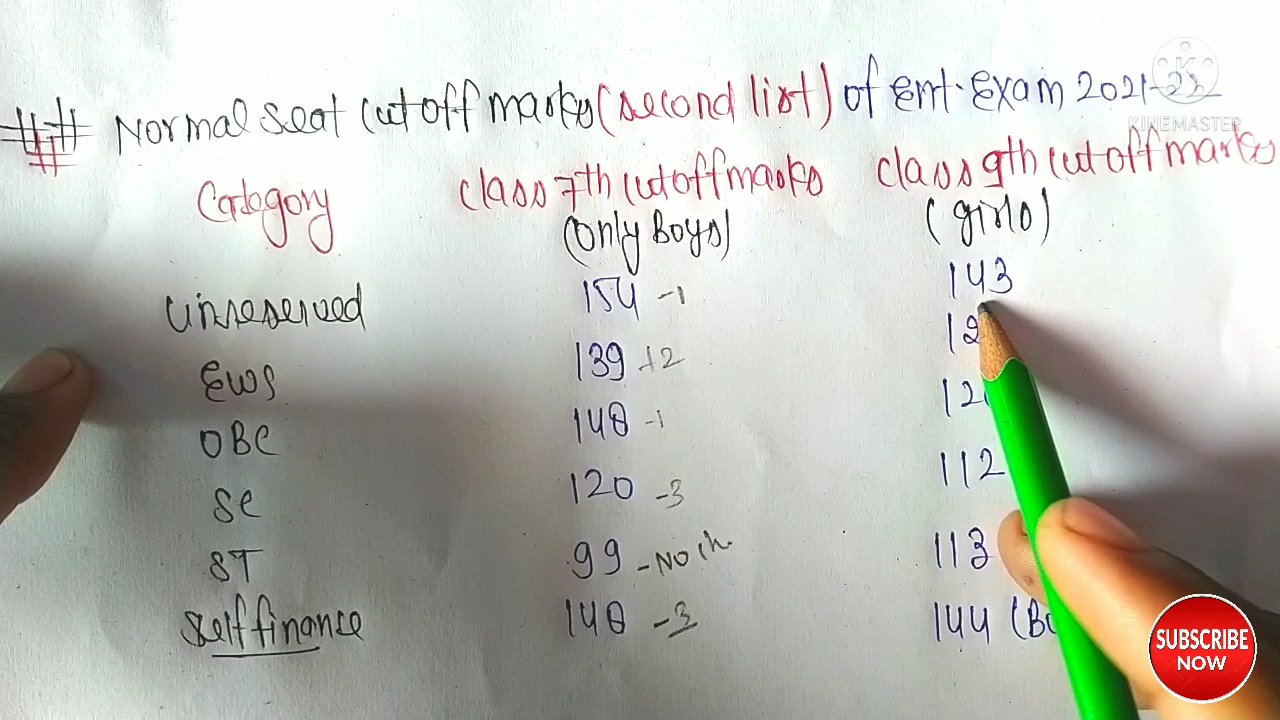 Normal Seat Cut off marks (second list) of Ent. Exam 2021-22
KINEMASTER
Category class 7th cut off marks class 9th cut off marks
(only Boys) (girls)
unreserved 154 -1 143
EWS 139 +2
OBC 148 -1
SC 120 -3 112
ST 99 - NO ch. 113
self finance 148 -3 144
SUBSCRIBE
NOW